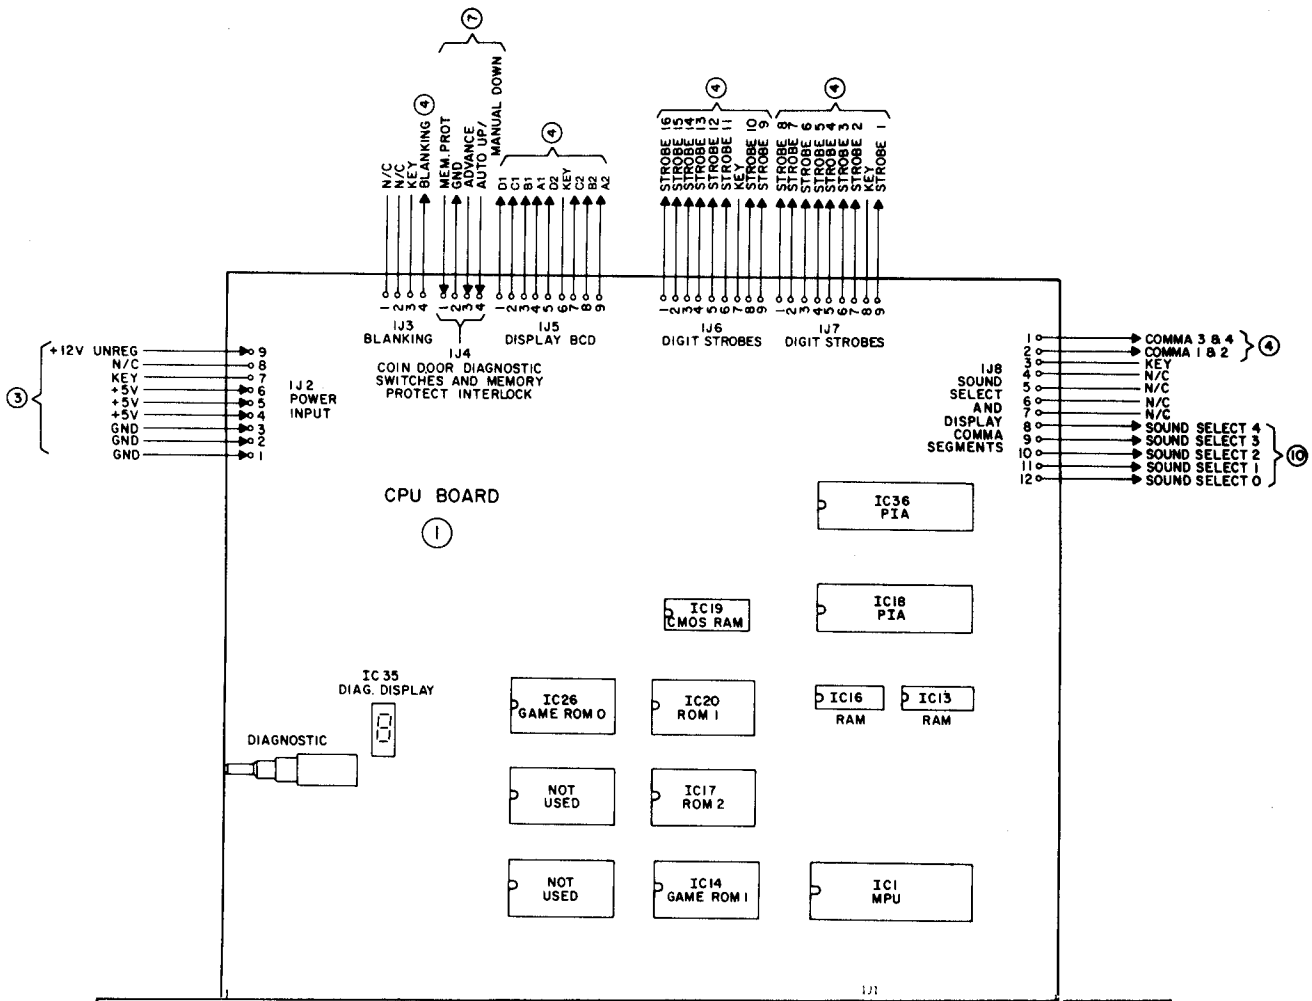 7
N/C
N/C
KEY
BLANKING 4
MEM. PROT
GND
ADVANCE
AUTO UP/
MANUAL DOWN
4
D1
C1
B1
A1
D2
KEY
C2
B2
A2
4
STROBE 16
STROBE 15
STROBE 14
STROBE 13
STROBE 12
STROBE 11
KEY
STROBE 10
STROBE 9
4
STROBE 8
STROBE 7
STROBE 6
STROBE 5
STROBE 4
STROBE 3
STROBE 2
KEY
STROBE 1
1 2 3 4
1 2 3 4
1 2 3 4 5 6 7 8 9
1 2 3 4 5 6 7 8 9
1 2 3 4 5 6 7 8 9
1J3
BLANKING
1J4
COIN DOOR DIAGNOSTIC
SWITCHES AND MEMORY
PROTECT INTERLOCK
1J5
DISPLAY BCD
1J6
DIGIT STROBES
1J7
DIGIT STROBES
3
+12V UNREG 9
N/C 8
KEY 7
+5V 6
+5V 5
+5V 4
GND 3
GND 2
GND 1
1J2
POWER
INPUT
1J8
SOUND
SELECT
AND
DISPLAY
COMMA
SEGMENTS
1 COMMA 3 & 4
2 COMMA 1 & 2
3 KEY
4 N/C
5 N/C
6 N/C
7 N/C
8 SOUND SELECT 4
9 SOUND SELECT 3
10 SOUND SELECT 2
11 SOUND SELECT 1
12 SOUND SELECT 0
4
10
CPU BOARD
1
IC36
PIA
IC18
PIA
IC19
CMOS RAM
IC35
DIAG. DISPLAY
8
DIAGNOSTIC
IC26
GAME ROM 0
IC20
ROM 1
IC16
RAM
IC13
RAM
NOT
USED
IC17
ROM 2
NOT
USED
IC14
GAME ROM 1
IC1
MPU
1J1